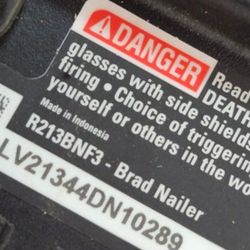 DANGER
Read
DEATH
glasses with side shields
firing • Choice of triggering
yourself or others in the
Made in Indonesia
R213BNF3 - Brad Nailer
LV21344DN10289